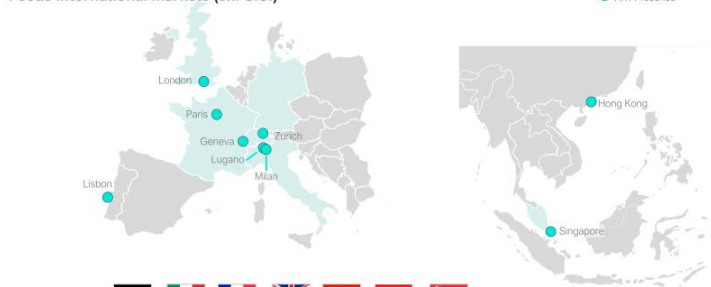 London
Paris
Geneva
Zurich
Lugano
Milan
Lisbon
Hong Kong
Singapore